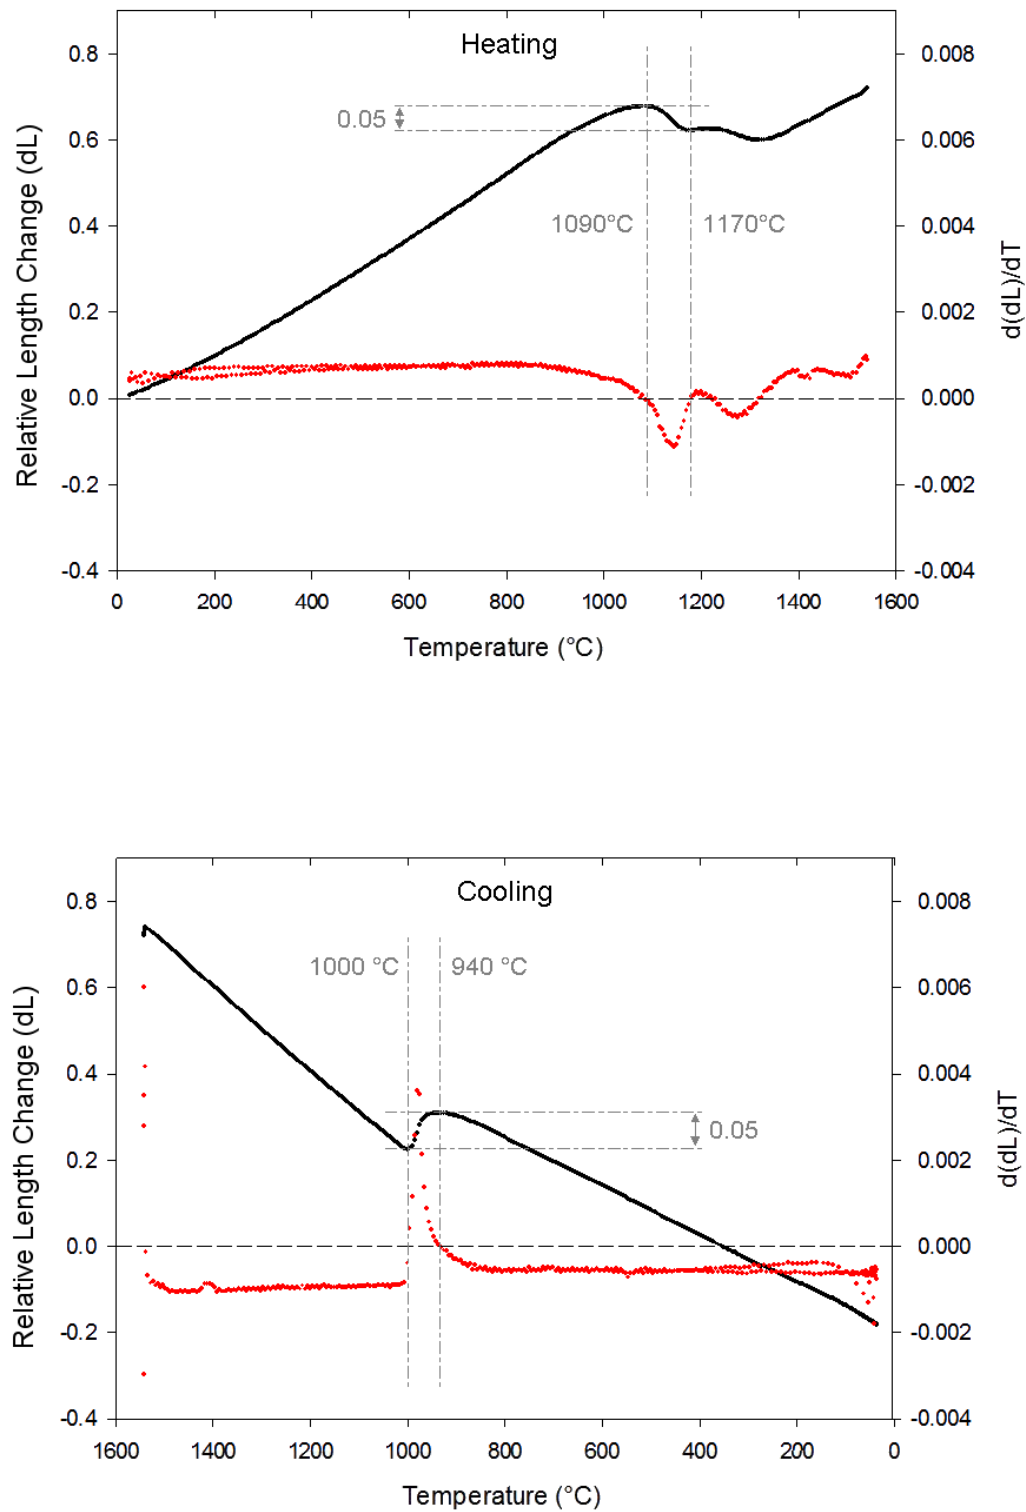 Heating
0.8
0.6
0.4
0.2
0.0
-0.2
-0.4
Relative Length Change (dL)
0.05
1090°C
1170°C
0.008
0.006
0.004
0.002
0.000
-0.002
-0.004
d(dL)/dT
0 200 400 600 800 1000 1200 1400 1600
Temperature (°C)
Cooling
0.8
0.6
0.4
0.2
0.0
-0.2
-0.4
Relative Length Change (dL)
1000 °C
940 °C
0.05
0.008
0.006
0.004
0.002
0.000
-0.002
-0.004
d(dL)/dT
1600 1400 1200 1000 800 600 400 200 0
Temperature (°C)